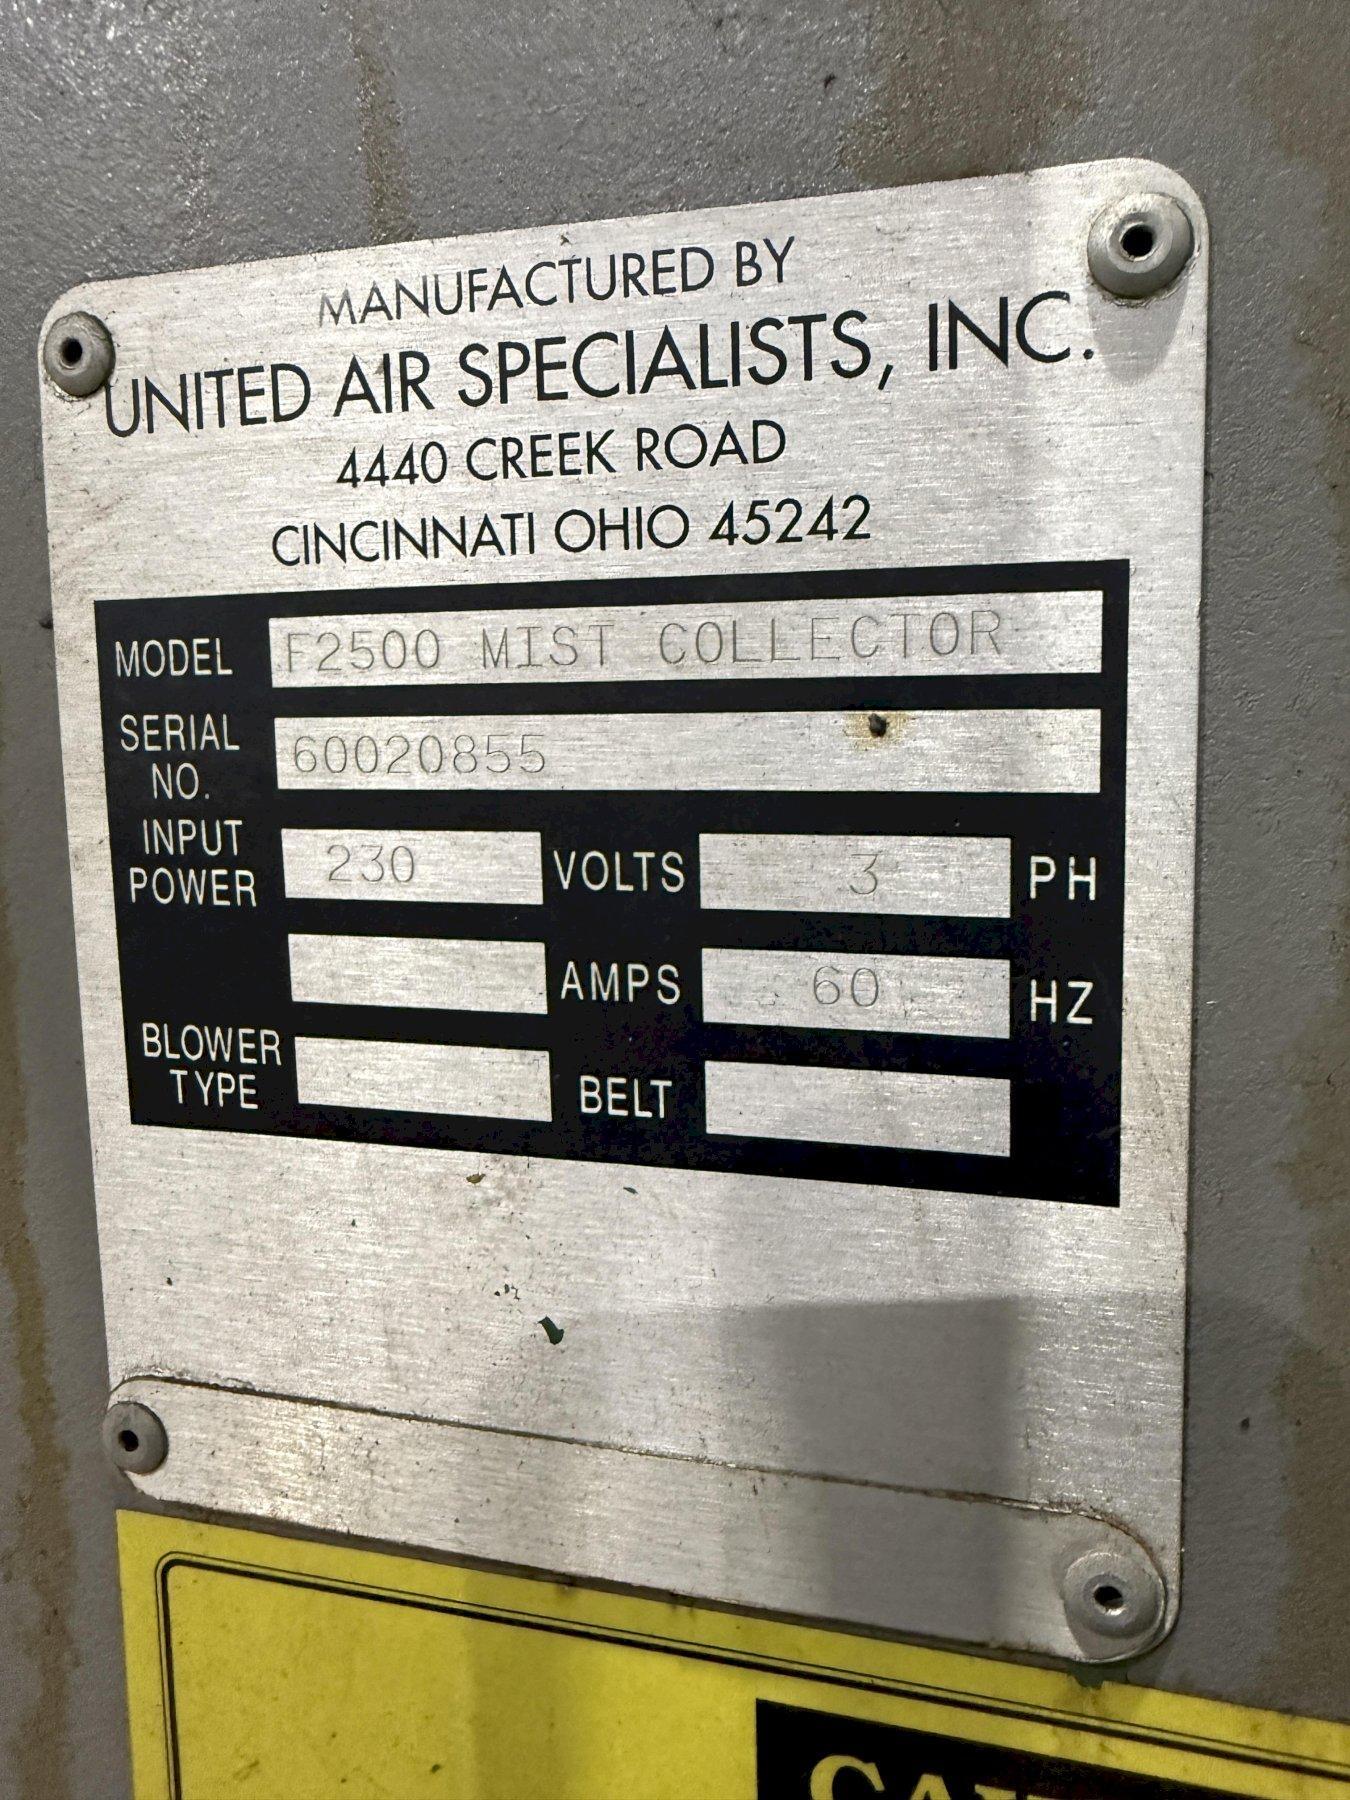 MANUFACTURED BY
UNITED AIR SPECIALISTS, INC.
4440 CREEK ROAD
CINCINNATI OHIO 45242
MODEL F2500 MIST COLLECTOR
SERIAL NO. 60020855
INPUT POWER 230 VOLTS 3 PH
AMPS 60 HZ
BLOWER TYPE BELT